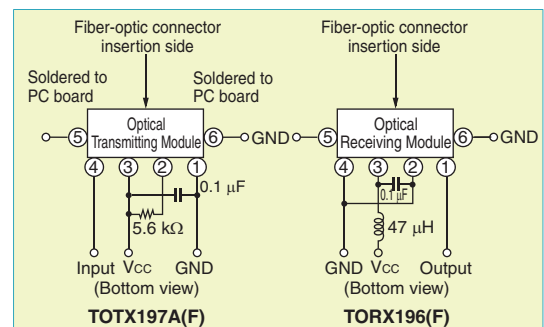 Fiber-optic connector
insertion side
Soldered to
PC board
Soldered to
PC board
Optical
Transmitting Module
5
6
GND
4
3
2
1
0.1 μF
5.6 kΩ
Input VCC GND
(Bottom view)
TOTX197A(F)
Fiber-optic connector
insertion side
Optical
Receiving Module
5
6
GND
4
3
2
1
0.1 μF
47 μH
GND VCC Output
(Bottom view)
TORX196(F)